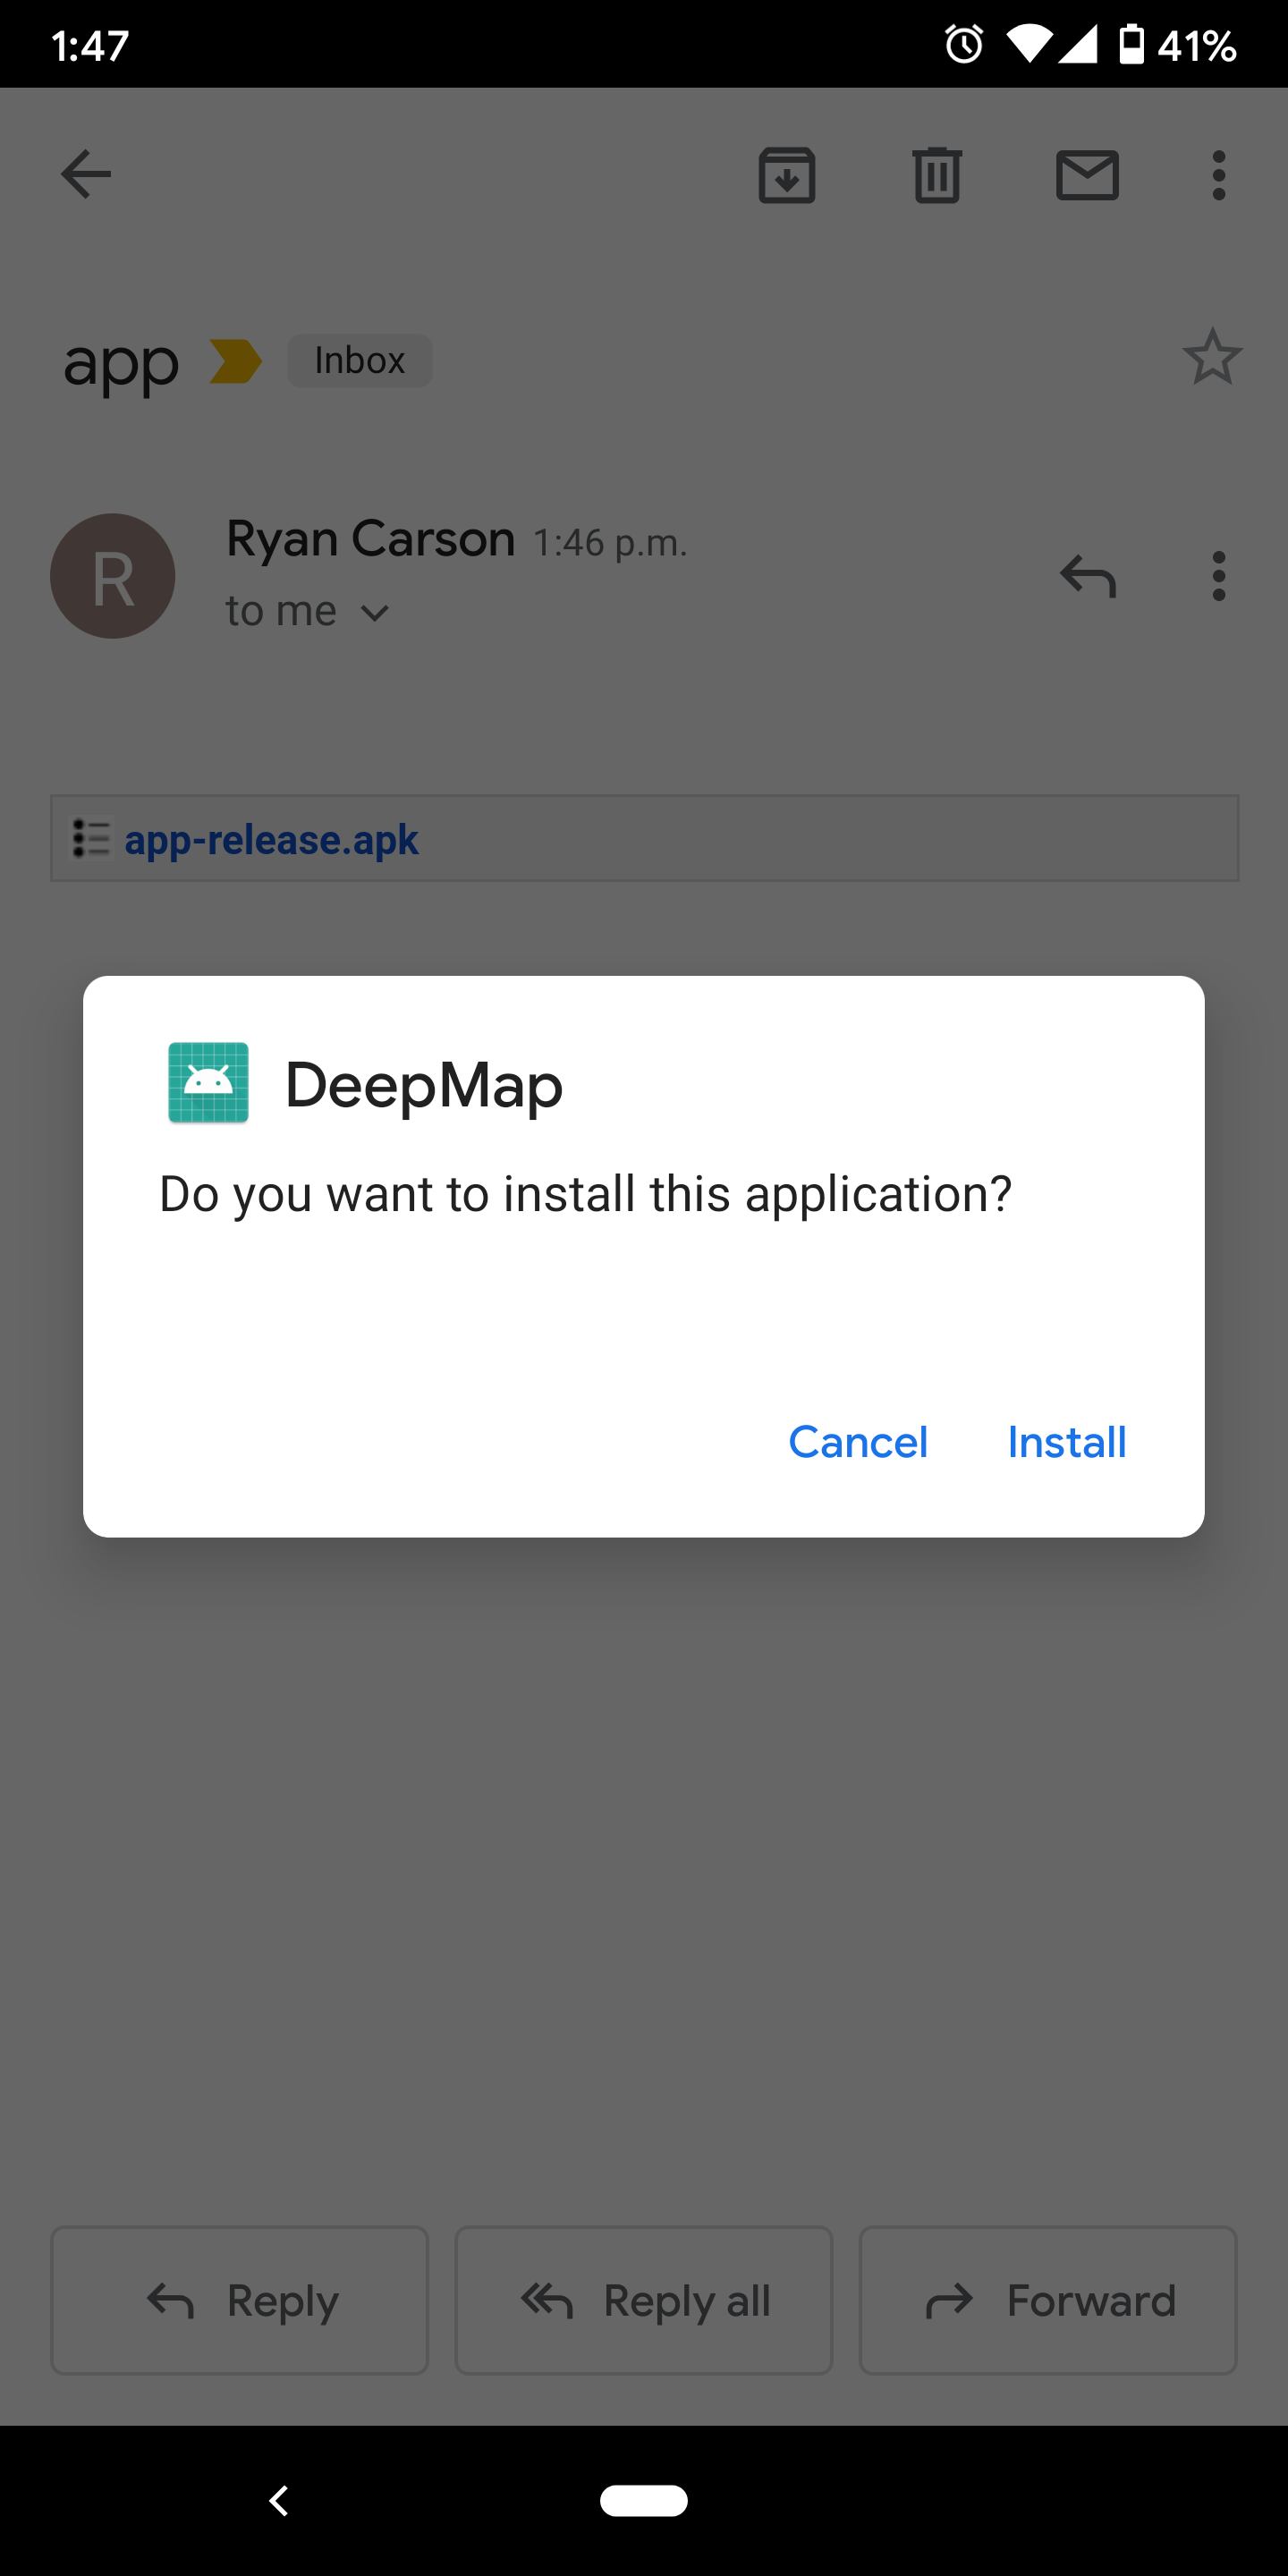 1:47 41%
app Inbox
R
Ryan Carson 1:46 p.m.
to me
app-release.apk
DeepMap
Do you want to install this application?
Cancel Install
Reply Reply all Forward